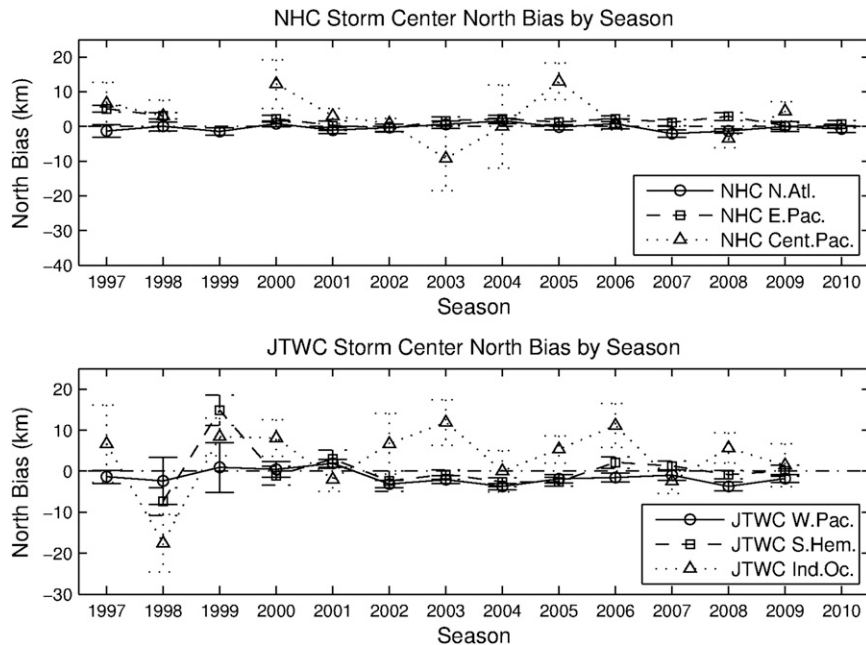 NHC Storm Center North Bias by Season
North Bias (km)
20
10
0
−10
−20
−30
−40
NHC N.Atl.
NHC E.Pac.
NHC Cent.Pac.
1997 1998 1999 2000 2001 2002 2003 2004 2005 2006 2007 2008 2009 2010
Season
JTWC Storm Center North Bias by Season
North Bias (km)
20
10
0
−10
−20
−30
JTWC W.Pac.
JTWC S.Hem.
JTWC Ind.Oc.
1997 1998 1999 2000 2001 2002 2003 2004 2005 2006 2007 2008 2009 2010
Season